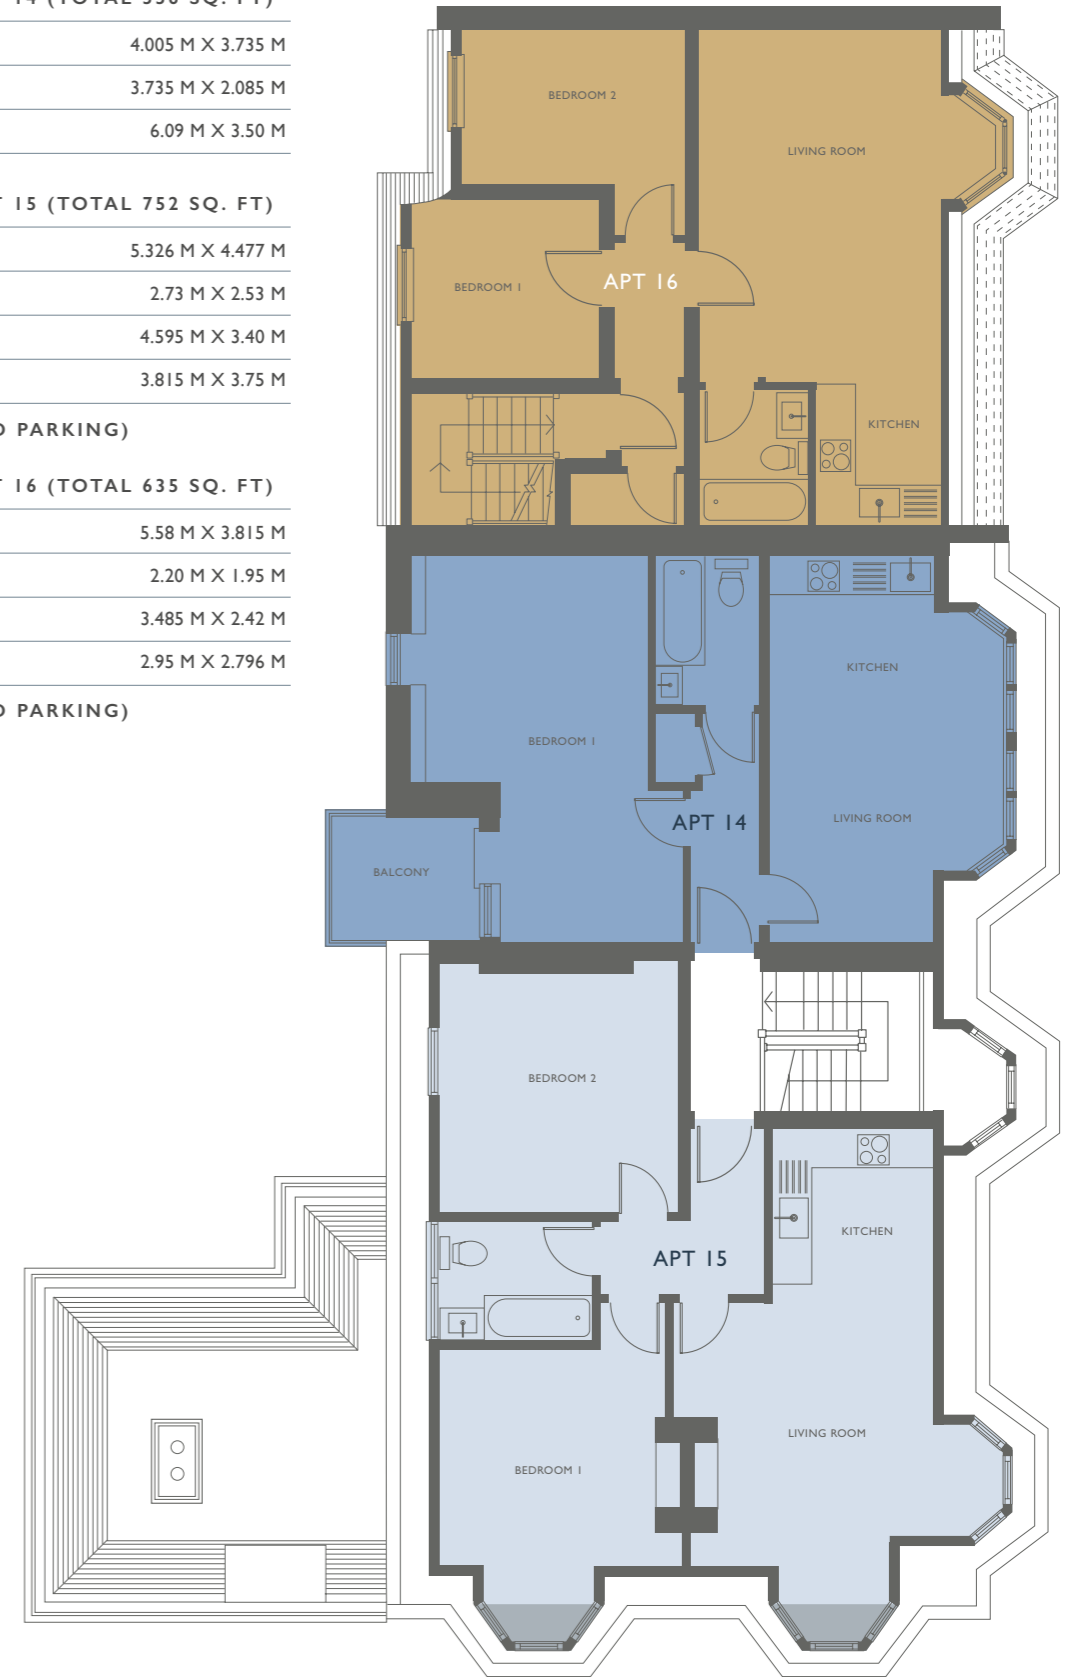 4.005 M X 3.735 M
3.735 M X 2.085 M
6.09 M X 3.50 M
15 (TOTAL 752 SQ. FT)
5.326 M X 4.477 M
2.73 M X 2.53 M
4.595 M X 3.40 M
3.815 M X 3.75 M
PARKING)
16 (TOTAL 635 SQ. FT)
5.58 M X 3.815 M
2.20 M X 1.95 M
3.485 M X 2.42 M
2.95 M X 2.796 M
PARKING)
BEDROOM 2
LIVING ROOM
BEDROOM 1
APT 16
KITCHEN
KITCHEN
BEDROOM 1
LIVING ROOM
APT 14
BALCONY
BEDROOM 2
KITCHEN
APT 15
LIVING ROOM
BEDROOM 1